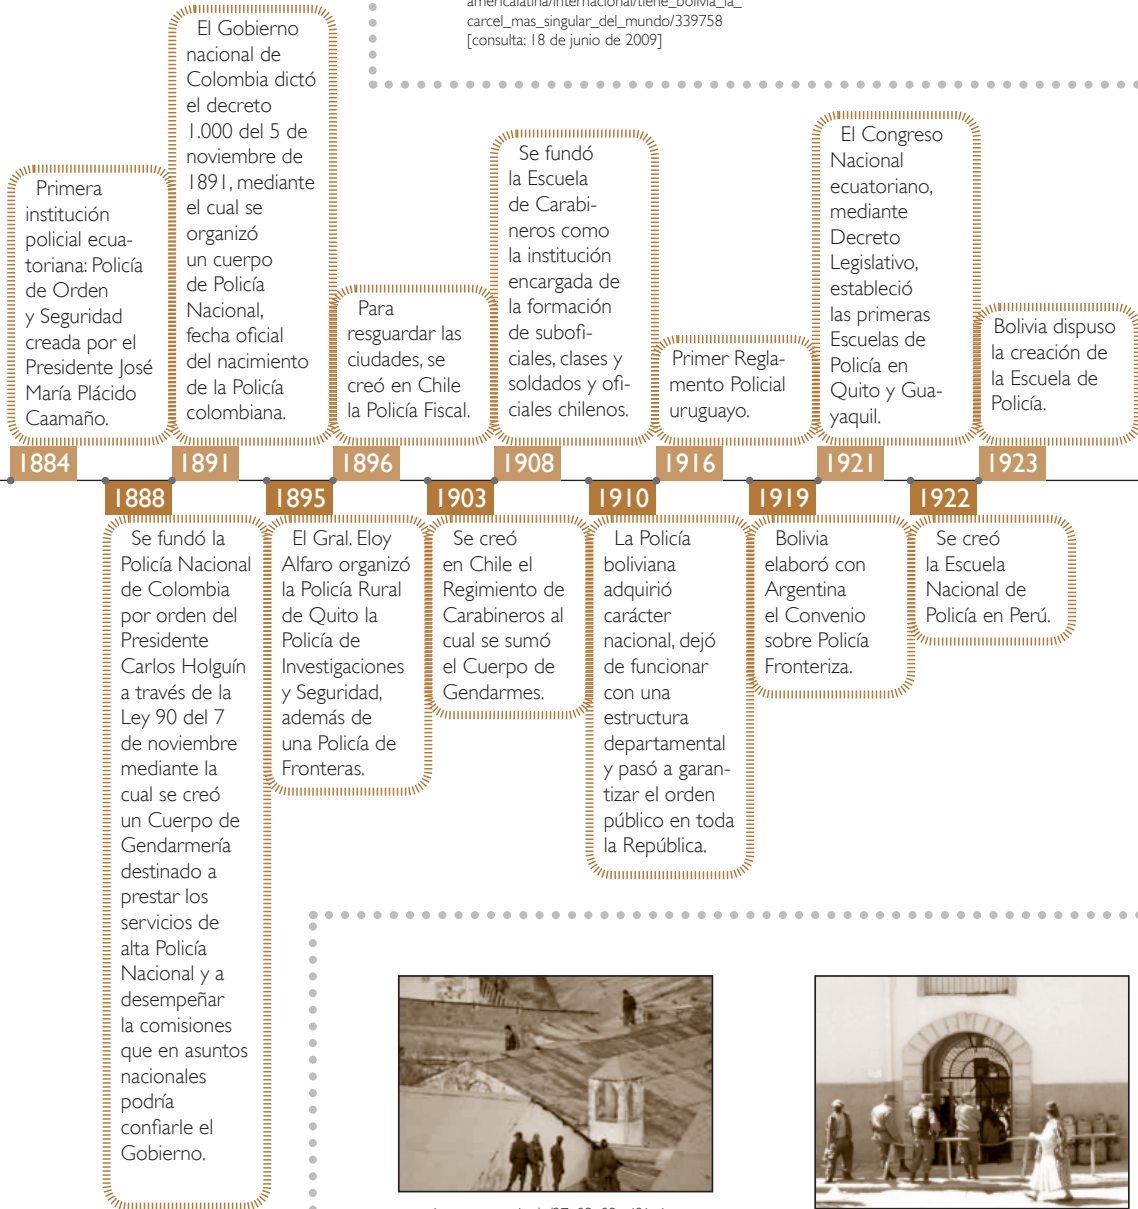 americalatina/internacional/tiene_bolivia_la_
carcel_mas_singular_del_mundo/339758
[consulta: 18 de junio de 2009]
Primera
institución
policial ecua-
toriana: Policía
de Orden
y Seguridad
creada por el
Presidente José
María Plácido
Caamaño.
1884
Se fundó la
Policía Nacional
de Colombia
por orden del
Presidente
Carlos Holguín
a través de la
Ley 90 del 7
de noviembre
mediante la
cual se creó
un Cuerpo de
Gendarmería
destinado a
prestar los
servicios de
alta Policía
Nacional y a
desempeñar
la comisiones
que en asuntos
nacionales
podría
confiarle el
Gobierno.
1888
El Gobierno
nacional de
Colombia dictó
el decreto
1.000 del 5 de
noviembre de
1891, mediante
el cual se
organizó
un cuerpo
de Policía
Nacional,
fecha oficial
del nacimiento
de la Policía
colombiana.
1891
1895
El Gral. Eloy
Alfaro organizó
la Policía Rural
de Quito la
Policía de
Investigaciones
y Seguridad,
además de
una Policía de
Fronteras.
Para
resguardar las
ciudades, se
creó en Chile
la Policía Fiscal.
1896
1903
Se creó
en Chile el
Regimiento de
Carabineros al
cual se sumó
el Cuerpo de
Gendarmes.
Se fundó
la Escuela
de Carabi-
neros como
la institución
encargada de
la formación
de subofi-
ciales, clases y
soldados y ofi-
ciales chilenos.
1908
1910
La Policía
boliviana
adquirió
carácter
nacional, dejó
de funcionar
con una
estructura
departamental
y pasó a garan-
tizar el orden
público en toda
la República.
Primer Regla-
mento Policial
uruguayo.
1916
1919
Bolivia
elaboró con
Argentina
el Convenio
sobre Policía
Fronteriza.
El Congreso
Nacional
ecuatoriano,
mediante
Decreto
Legislativo,
estableció
las primeras
Escuelas de
Policía en
Quito y Gua-
yaquil.
1921
1922
Se creó
la Escuela
Nacional de
Policía en Perú.
Bolivia dispuso
la creación de
la Escuela de
Policía.
1923